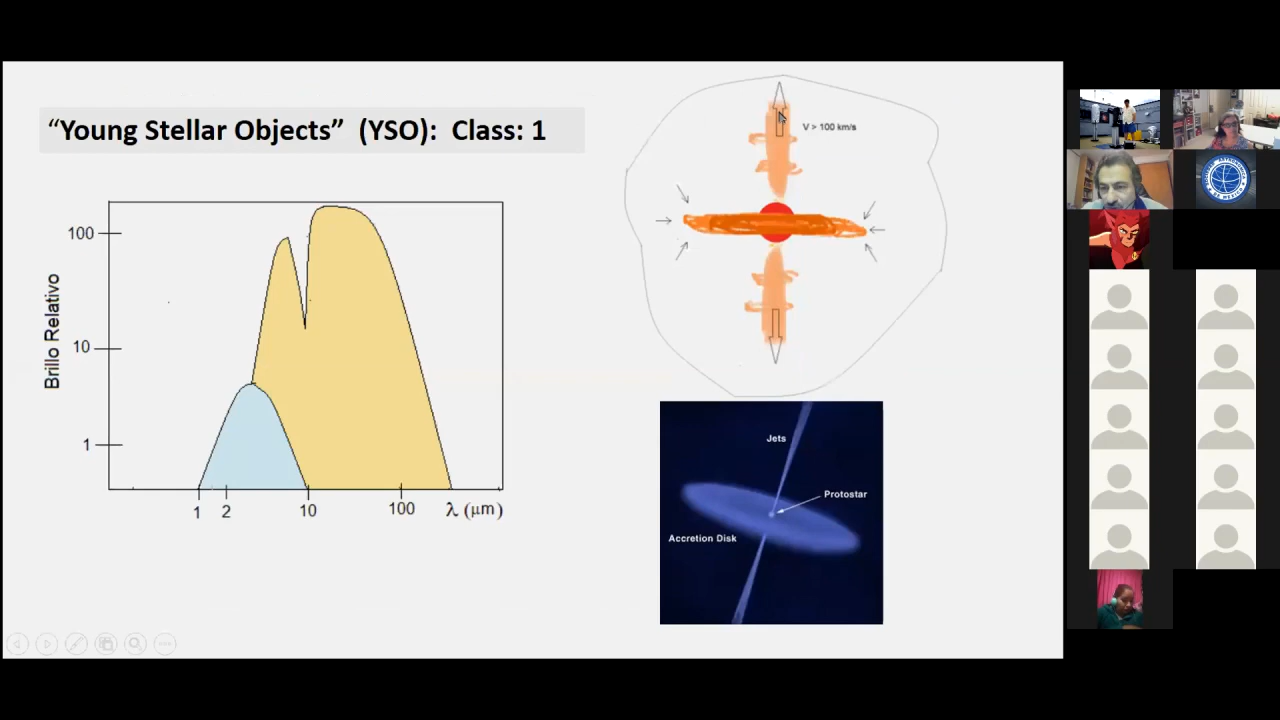 “Young Stellar Objects” (YSO): Class: 1
V > 100 km/s
Brillo Relativo
100
10
1
1 2 10 100 λ (μm)
Jets
Protostar
Accretion Disk